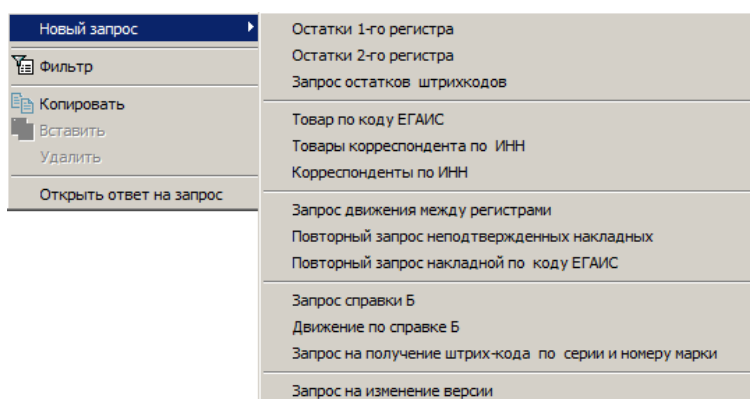 Новый запрос
Фильтр
Копировать
Вставить
Удалить
Открыть ответ на запрос
Остатки 1-го регистра
Остатки 2-го регистра
Запрос остатков штрихкодов
Товар по коду ЕГАИС
Товары корреспондента по ИНН
Корреспонденты по ИНН
Запрос движения между регистрами
Повторный запрос неподтвержденных накладных
Повторный запрос накладной по коду ЕГАИС
Запрос справки Б
Движение по справке Б
Запрос на получение штрих-кода по серии и номеру марки
Запрос на изменение версии